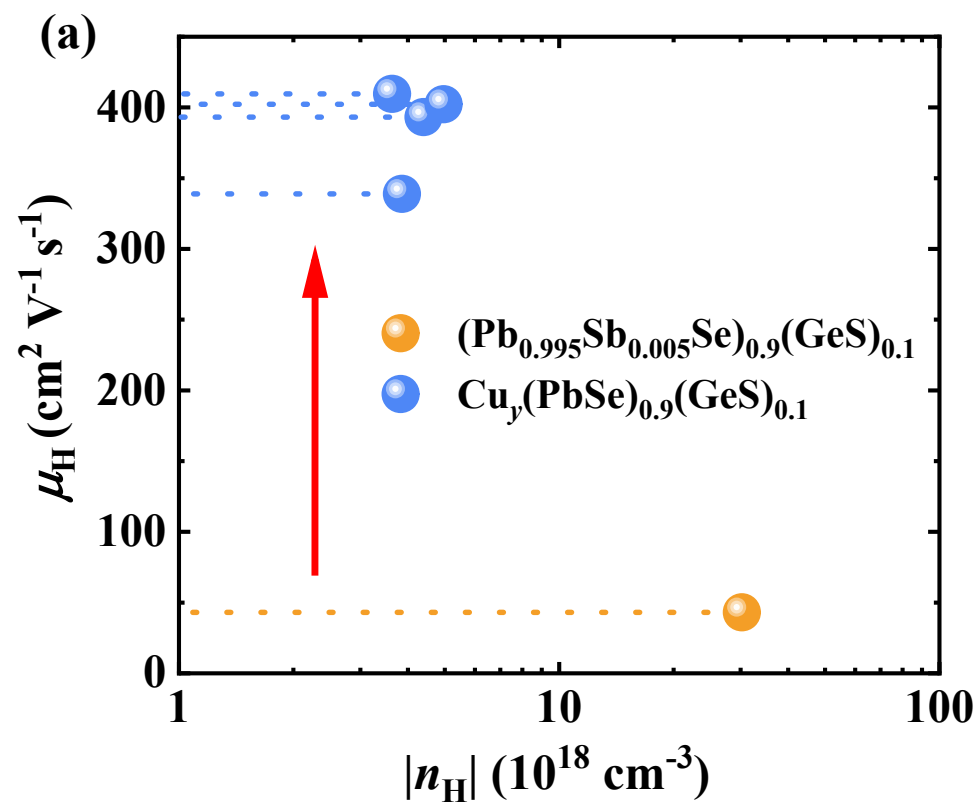 (a)
μH (cm2 V-1 s-1)
400
300
200
100
0
(Pb0.995Sb0.005Se)0.9(GeS)0.1
Cuy(PbSe)0.9(GeS)0.1
1
10
100
|nH| (1018 cm-3)